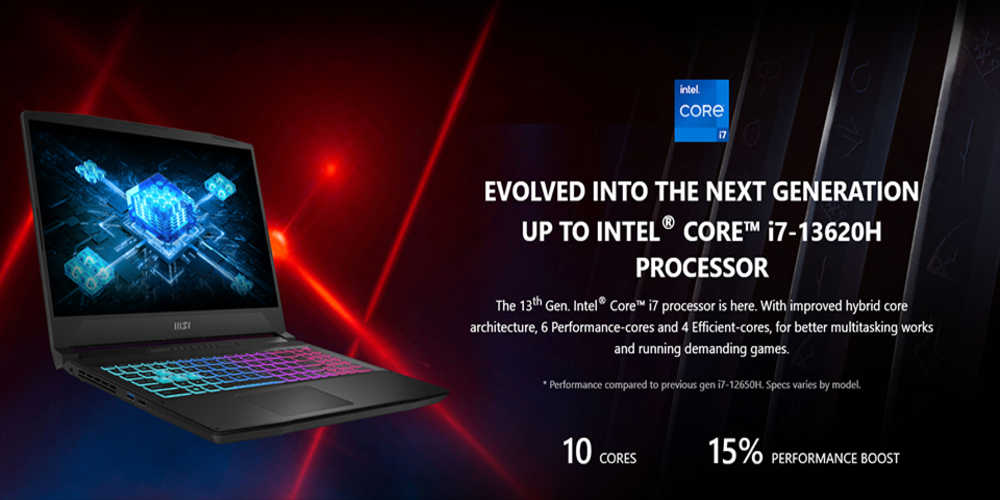 intel.
CORE
i7
EVOLVED INTO THE NEXT GENERATION
UP TO INTEL® CORE™ i7-13620H
PROCESSOR
The 13th Gen. Intel® Core™ i7 processor is here. With improved hybrid core
architecture, 6 Performance-cores and 4 Efficient-cores, for better multitasking works
and running demanding games.
* Performance compared to previous gen i7-12650H. Specs varies by model.
10 CORES
15% PERFORMANCE BOOST
msi